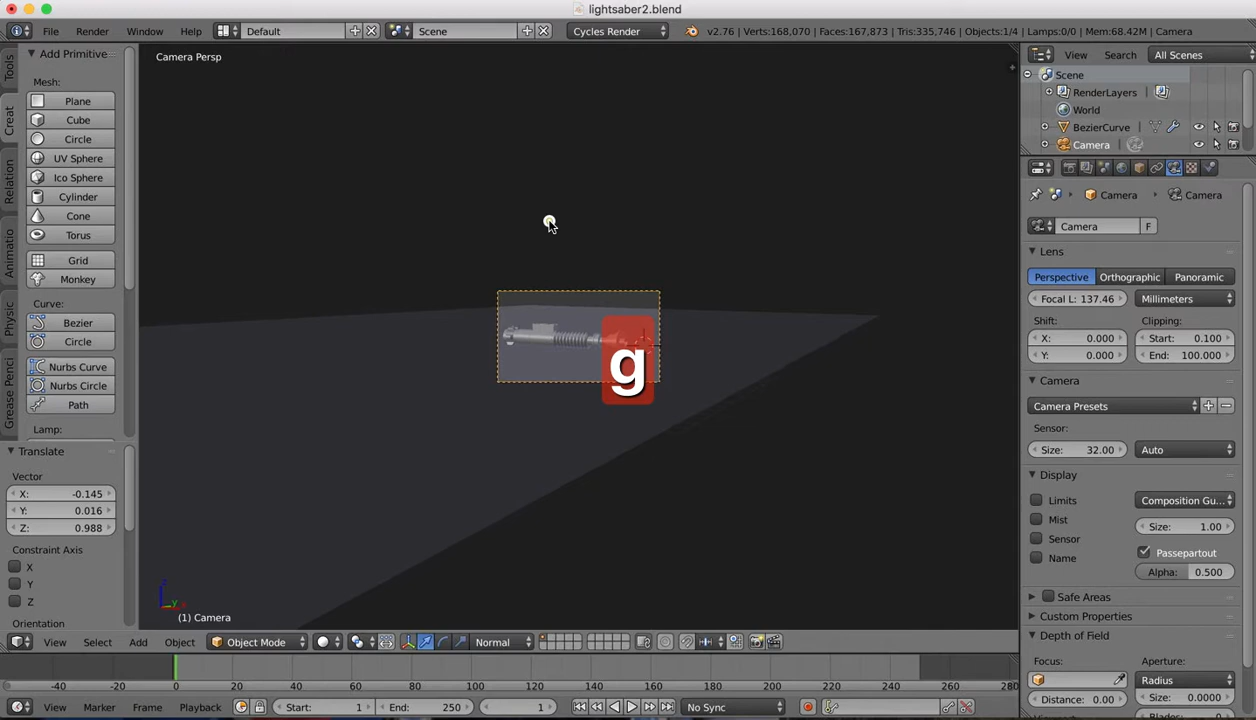 lightsaber2.blend
File Render Window Help Default Scene Cycles Render v2.76 | Verts:168,070 | Faces:167,873 | Tris:335,746 | Objects:1/4 | Lamps:0/0 | Mem:68.42M | Camera
Tools
Creat
Relation
Animatio
Physic
Grease Penci
Add Primitive
Mesh:
Plane
Cube
Circle
UV Sphere
Ico Sphere
Cylinder
Cone
Torus
Grid
Monkey
Curve:
Bezier
Circle
Nurbs Curve
Nurbs Circle
Path
Lamp:
Translate
Vector
X: -0.145
Y: 0.016
Z: 0.988
Constraint Axis
X
Y
Z
Orientation
Camera Persp
g
z
y
(1) Camera
View Select Add Object Object Mode Normal
-40 -20 0 20 40 60 80 100 120 140 160 180 200 220 240 260 280
View Marker Frame Playback Start: 1 End: 250 1 No Sync
View Search All Scenes
Scene
RenderLayers
World
BezierCurve
Camera
Camera Camera
Camera F
Lens
Perspective Orthographic Panoramic
Focal L: 137.46 Millimeters
Shift: Clipping:
X: 0.000 Start: 0.100
Y: 0.000 End: 100.000
Camera
Camera Presets
Sensor:
Size: 32.00 Auto
Display
Limits Composition Gu...
Mist Size: 1.00
Sensor
Name Passepartout
Alpha: 0.500
Safe Areas
Custom Properties
Depth of Field
Focus: Aperture:
Radius
Distance: 0.00 Size: 0.0000